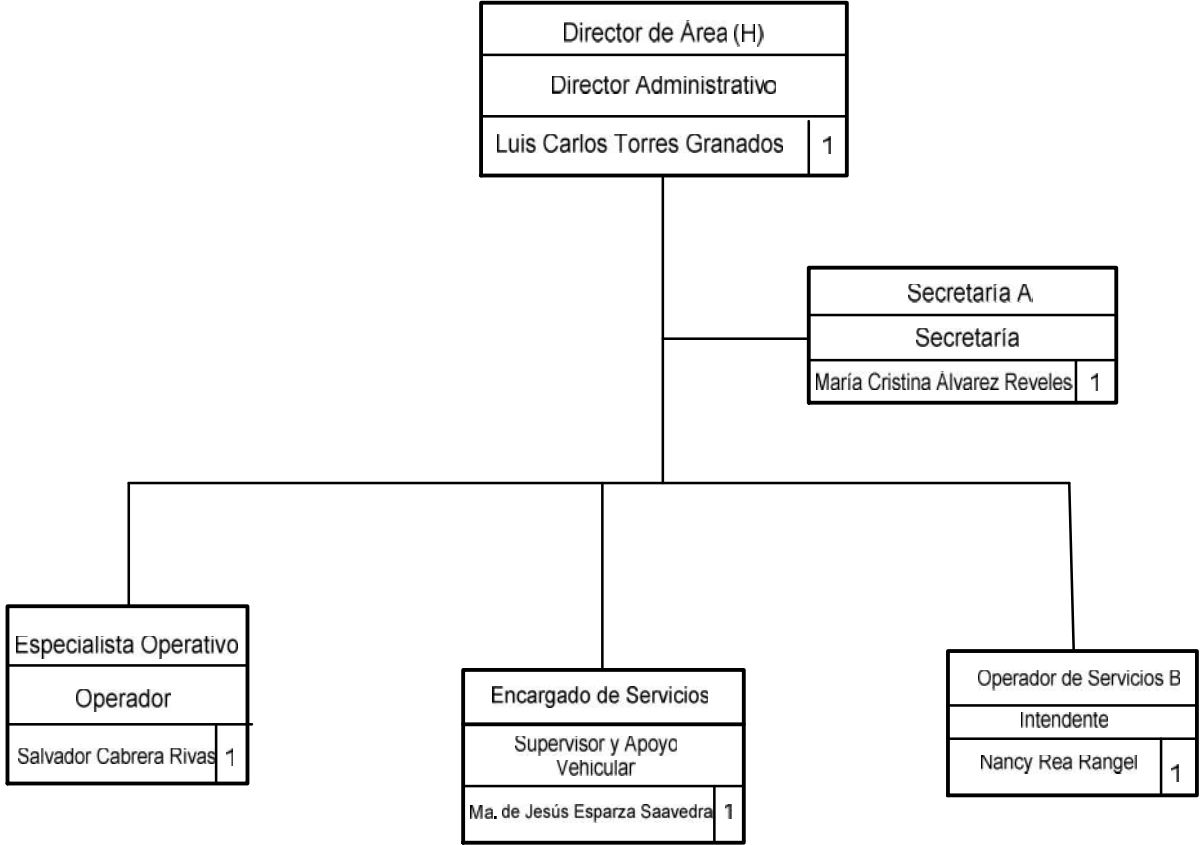 Director de Área (H)
Director Administrativo
Luis Carlos Torres Granados 1
Secretaría A
Secretaría
María Cristina Álvarez Reveles 1
Especialista Operativo
Operador
Salvador Cabrera Rivas 1
Encargado de Servicios
Supervisor y Apoyo
Vehicular
Ma. de Jesús Esparza Saavedra 1
Operador de Servicios B
Intendente
Nancy Rea Rangel 1